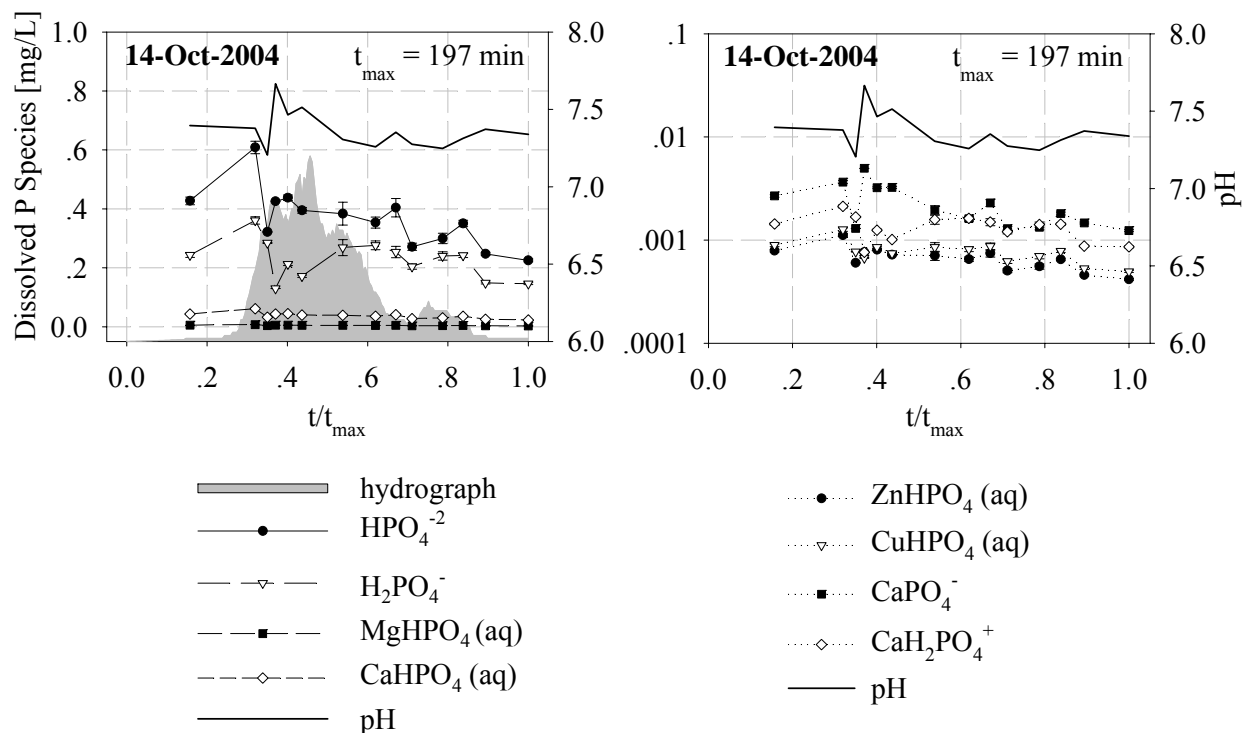 Dissolved P Species [mg/L]
1.0
.8
.6
.4
.2
0.0
14-Oct-2004 t_max = 197 min
8.0
7.5
7.0
6.5
6.0
0.0 .2 .4 .6 .8 1.0
t/t_max
.1
.01
.001
.0001
14-Oct-2004 t_max = 197 min
8.0
7.5
7.0
6.5
6.0
pH
0.0 .2 .4 .6 .8 1.0
t/t_max
hydrograph
HPO₄⁻²
H₂PO₄⁻
MgHPO₄ (aq)
CaHPO₄ (aq)
pH
ZnHPO₄ (aq)
CuHPO₄ (aq)
CaPO₄⁻
CaH₂PO₄⁺
pH